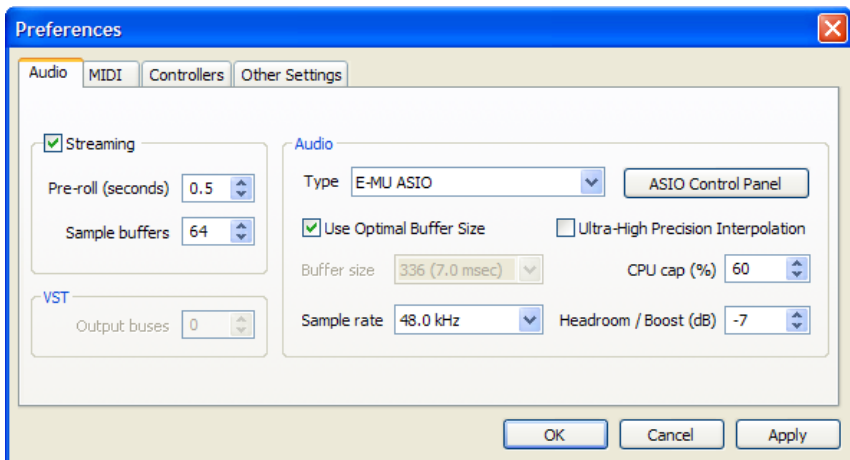 Preferences
Audio MIDI Controllers Other Settings
Streaming
Pre-roll (seconds) 0.5
Sample buffers 64
VST
Output buses 0
Audio
Type E-MU ASIO ASIO Control Panel
Use Optimal Buffer Size Ultra-High Precision Interpolation
Buffer size 336 (7.0 msec) CPU cap (%) 60
Sample rate 48.0 kHz Headroom / Boost (dB) -7
OK Cancel Apply